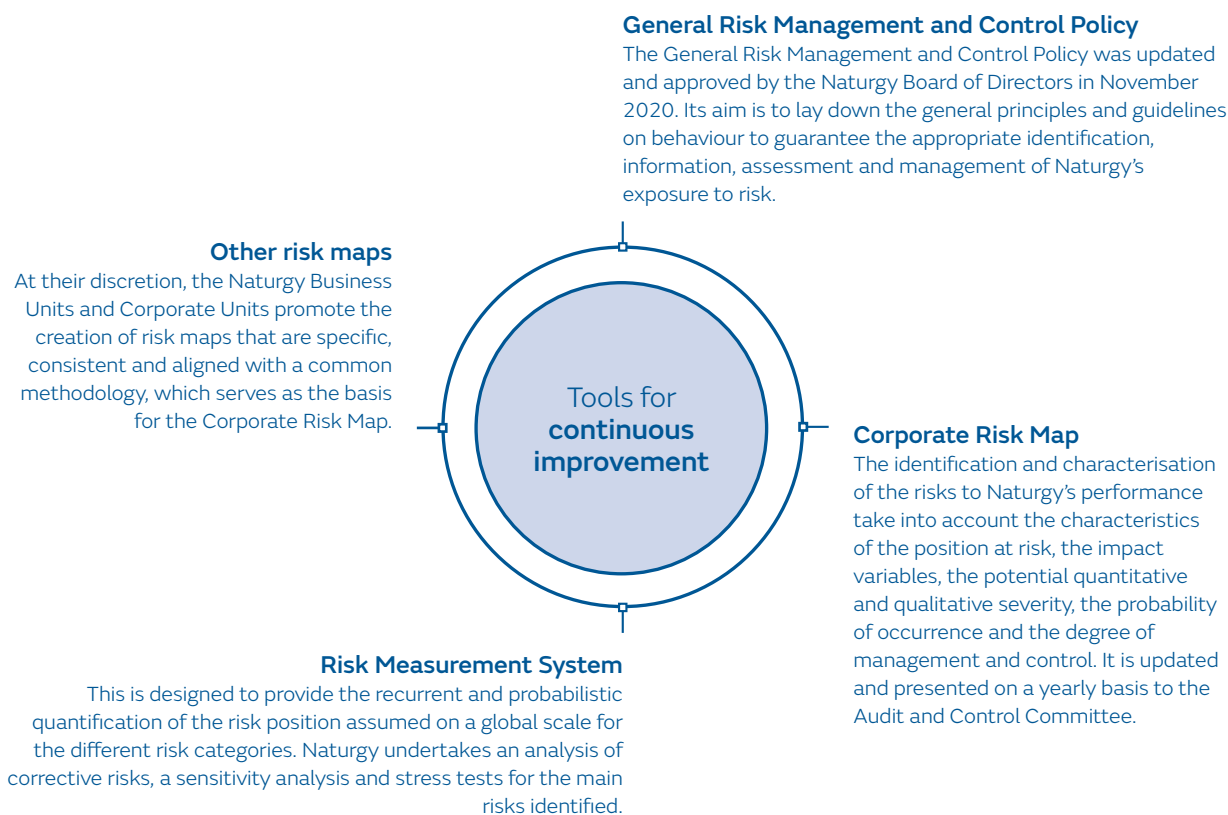 General Risk Management and Control Policy
The General Risk Management and Control Policy was updated
and approved by the Naturgy Board of Directors in November
2020. Its aim is to lay down the general principles and guidelines
on behaviour to guarantee the appropriate identification,
information, assessment and management of Naturgy’s
exposure to risk.
Other risk maps
At their discretion, the Naturgy Business
Units and Corporate Units promote the
creation of risk maps that are specific,
consistent and aligned with a common
methodology, which serves as the basis
for the Corporate Risk Map.
Tools for
continuous
improvement
Corporate Risk Map
The identification and characterisation
of the risks to Naturgy’s performance
take into account the characteristics
of the position at risk, the impact
variables, the potential quantitative
and qualitative severity, the probability
of occurrence and the degree of
management and control. It is updated
and presented on a yearly basis to the
Audit and Control Committee.
Risk Measurement System
This is designed to provide the recurrent and probabilistic
quantification of the risk position assumed on a global scale for
the different risk categories. Naturgy undertakes an analysis of
corrective risks, a sensitivity analysis and stress tests for the main
risks identified.